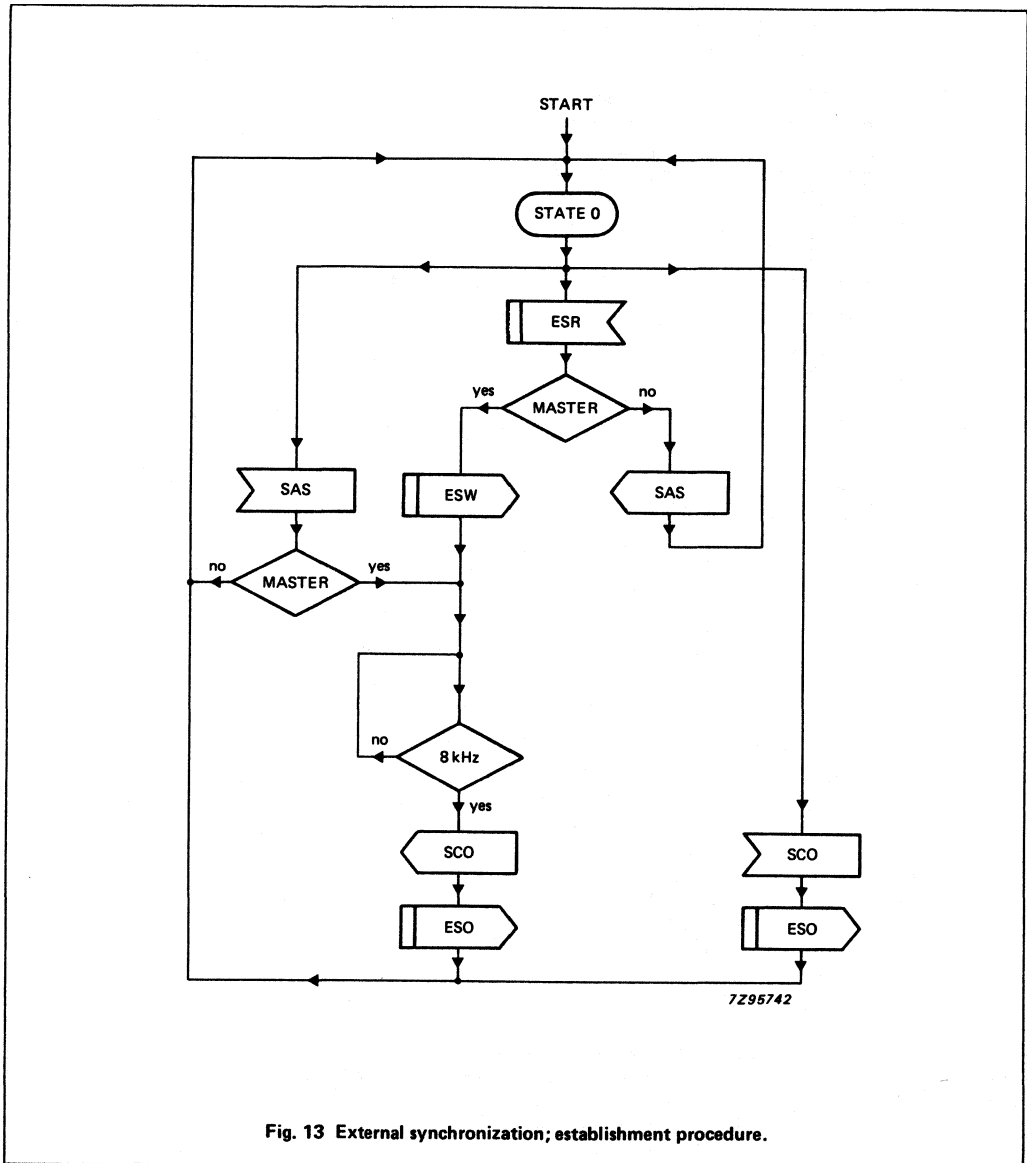 START
STATE 0
ESR
yes
MASTER
no
SAS
ESW
SAS
no
MASTER
yes
no
8 kHz
yes
SCO
SCO
ESO
ESO
7Z95742
Fig. 13 External synchronization; establishment procedure.